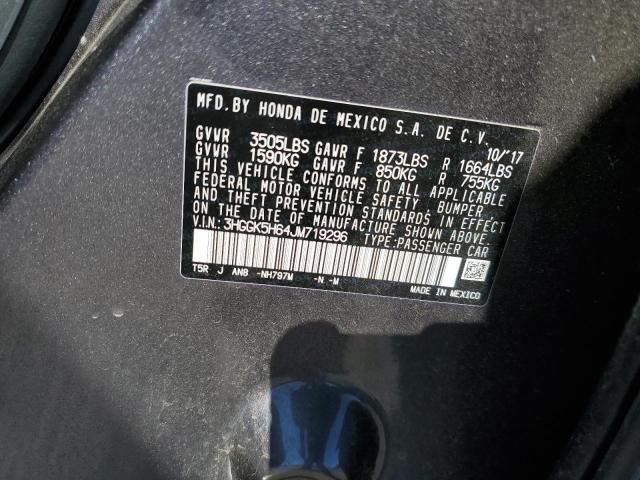 MFD.BY HONDA DE MEXICO S.A. DE C.V.
10/'17
GVWR 3505LBS GAWR F 1873LBS R 1664LBS
GVWR 1590KG GAWR F 850KG R 755KG
THIS VEHICLE CONFORMS TO ALL APPLICABLE
FEDERAL MOTOR VEHICLE SAFETY, BUMPER,
AND THEFT PREVENTION STANDARDS IN EFFECT
ON THE DATE OF MANUFACTURE SHOWN ABOVE.
V.I.N.: 3HGGK5H64JM719296 TYPE:PASSENGER CAR
T5R J AN8 -NH797M -N -M
MADE IN MEXICO